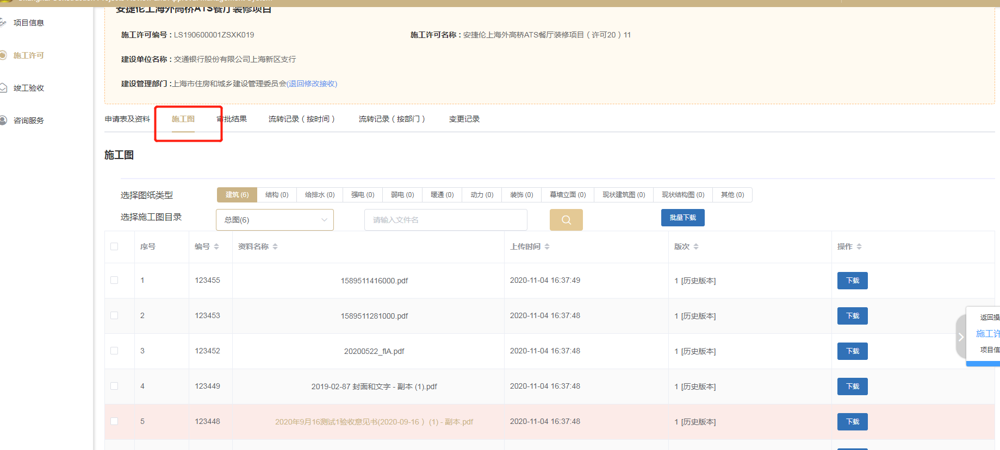 Shanghai Construction Projects Review and Approval Management System
安捷伦上海外高桥ATS餐厅装修项目
项目信息
施工许可
竣工验收
咨询服务
施工许可编号 : LS190600001ZSXK019
施工许可名称 : 安捷伦上海外高桥ATS餐厅装修项目（许可20）11
建设单位名称 : 交通银行股份有限公司上海新区支行
建设管理部门 :上海市住房和城乡建设管理委员会(退回修改接收)
申请表及资料 施工图 审批结果 流转记录（按时间） 流转记录（按部门） 变更记录
施工图
选择图纸类型 建筑 (6) 结构 (0) 给排水 (0) 强电 (0) 弱电 (0) 暖通 (0) 动力 (0) 装饰 (0) 幕墙立面 (0) 现状建筑图 (0) 现状结构图 (0) 其他 (0)
选择施工图目录 总图(6) 请输入文件名 批量下载
序号 编号 资料名称 上传时间 版次 操作
1 123455 1589511416000.pdf 2020-11-04 16:37:49 1 [历史版本] 下载
2 123453 1589511281000.pdf 2020-11-04 16:37:48 1 [历史版本] 下载
3 123452 20200522_flA.pdf 2020-11-04 16:37:48 1 [历史版本] 下载
4 123449 2019-02-87 封面和文字 - 副本 (1).pdf 2020-11-04 16:37:48 1 [历史版本] 下载
5 123448 2020年9月16测试1验收意见书(2020-09-16 ） (1) - 副本.pdf 2020-11-04 16:37:48 1 [历史版本] 下载
返回操
施工许
项目信